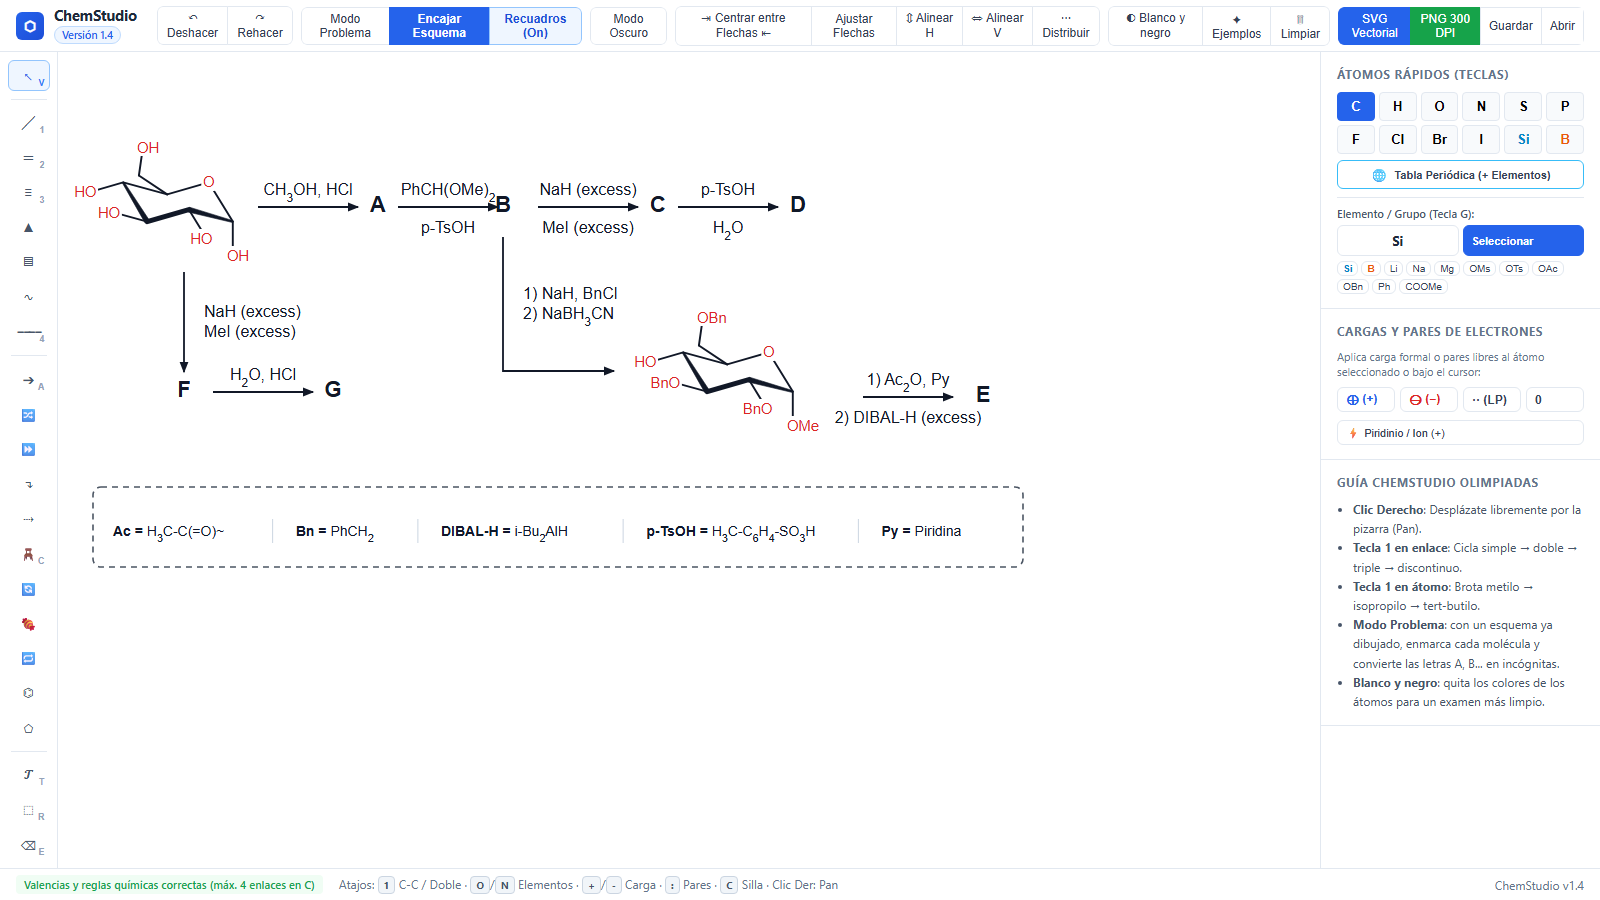 ChemStudio
Versión 1.4
↶ Deshacer
↷ Rehacer
Modo Problema
Encajar Esquema
Recuadros (On)
Modo Oscuro
⇥ Centrar entre Flechas ⇤
Ajustar Flechas
⇕ Alinear H
⇔ Alinear V
⋯ Distribuir
◐ Blanco y negro
✦ Ejemplos
Limpiar
SVG Vectorial
PNG 300 DPI
Guardar
Abrir
V
1
2
3
4
A
C
T
R
E
OH
HO
O
HO
HO
OH
CH3OH, HCl
A
PhCH(OMe)2
p-TsOH
B
NaH (excess)
MeI (excess)
C
p-TsOH
H2O
D
NaH (excess)
MeI (excess)
F
H2O, HCl
G
1) NaH, BnCl
2) NaBH3CN
OBn
O
HO
BnO
BnO
OMe
1) Ac2O, Py
2) DIBAL-H (excess)
E
Ac = H3C-C(=O)~
Bn = PhCH2
DIBAL-H = i-Bu2AlH
p-TsOH = H3C-C6H4-SO3H
Py = Piridina
ÁTOMOS RÁPIDOS (TECLAS)
C H O N S P
F Cl Br I Si B
Tabla Periódica (+ Elementos)
Elemento / Grupo (Tecla G):
Si
Seleccionar
Si B Li Na Mg OMs OTs OAc
OBn Ph COOMe
CARGAS Y PARES DE ELECTRONES
Aplica carga formal o pares libres al átomo
seleccionado o bajo el cursor:
⊕ (+) ⊖ (−) ·· (LP) 0
Piridinio / Ion (+)
GUÍA CHEMSTUDIO OLIMPIADAS
• Clic Derecho: Desplázate libremente por la
pizarra (Pan).
• Tecla 1 en enlace: Cicla simple → doble →
triple → discontinuo.
• Tecla 1 en átomo: Brota metilo →
isopropilo → tert-butilo.
• Modo Problema: con un esquema ya
dibujado, enmarca cada molécula y
convierte las letras A, B... en incógnitas.
• Blanco y negro: quita los colores de los
átomos para un examen más limpio.
Valencias y reglas químicas correctas (máx. 4 enlaces en C)
Atajos: 1 C-C / Doble · O/N Elementos · +/- Carga · : Pares · C Silla · Clic Der: Pan
ChemStudio v1.4